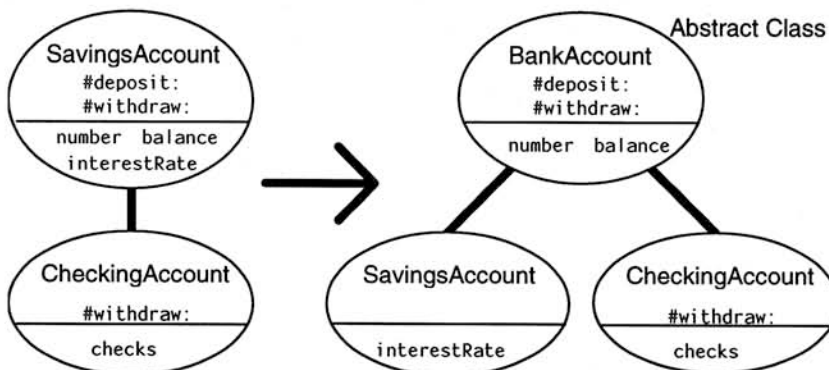 SavingsAccount
#deposit:
#withdraw:
number balance
interestRate
CheckingAccount
#withdraw:
checks
Abstract Class
BankAccount
#deposit:
#withdraw:
number balance
SavingsAccount
interestRate
CheckingAccount
#withdraw:
checks